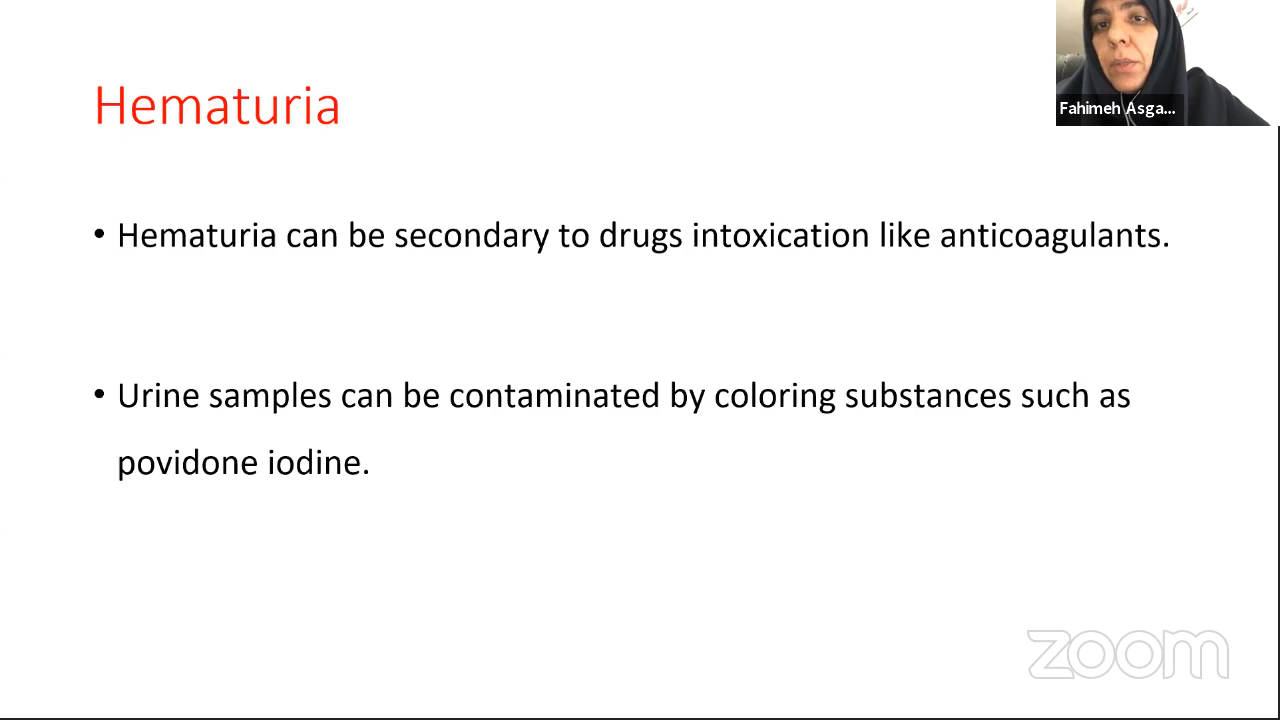 Hematuria
Fahimeh Asga...
• Hematuria can be secondary to drugs intoxication like anticoagulants.
• Urine samples can be contaminated by coloring substances such as
povidone iodine.
zoom